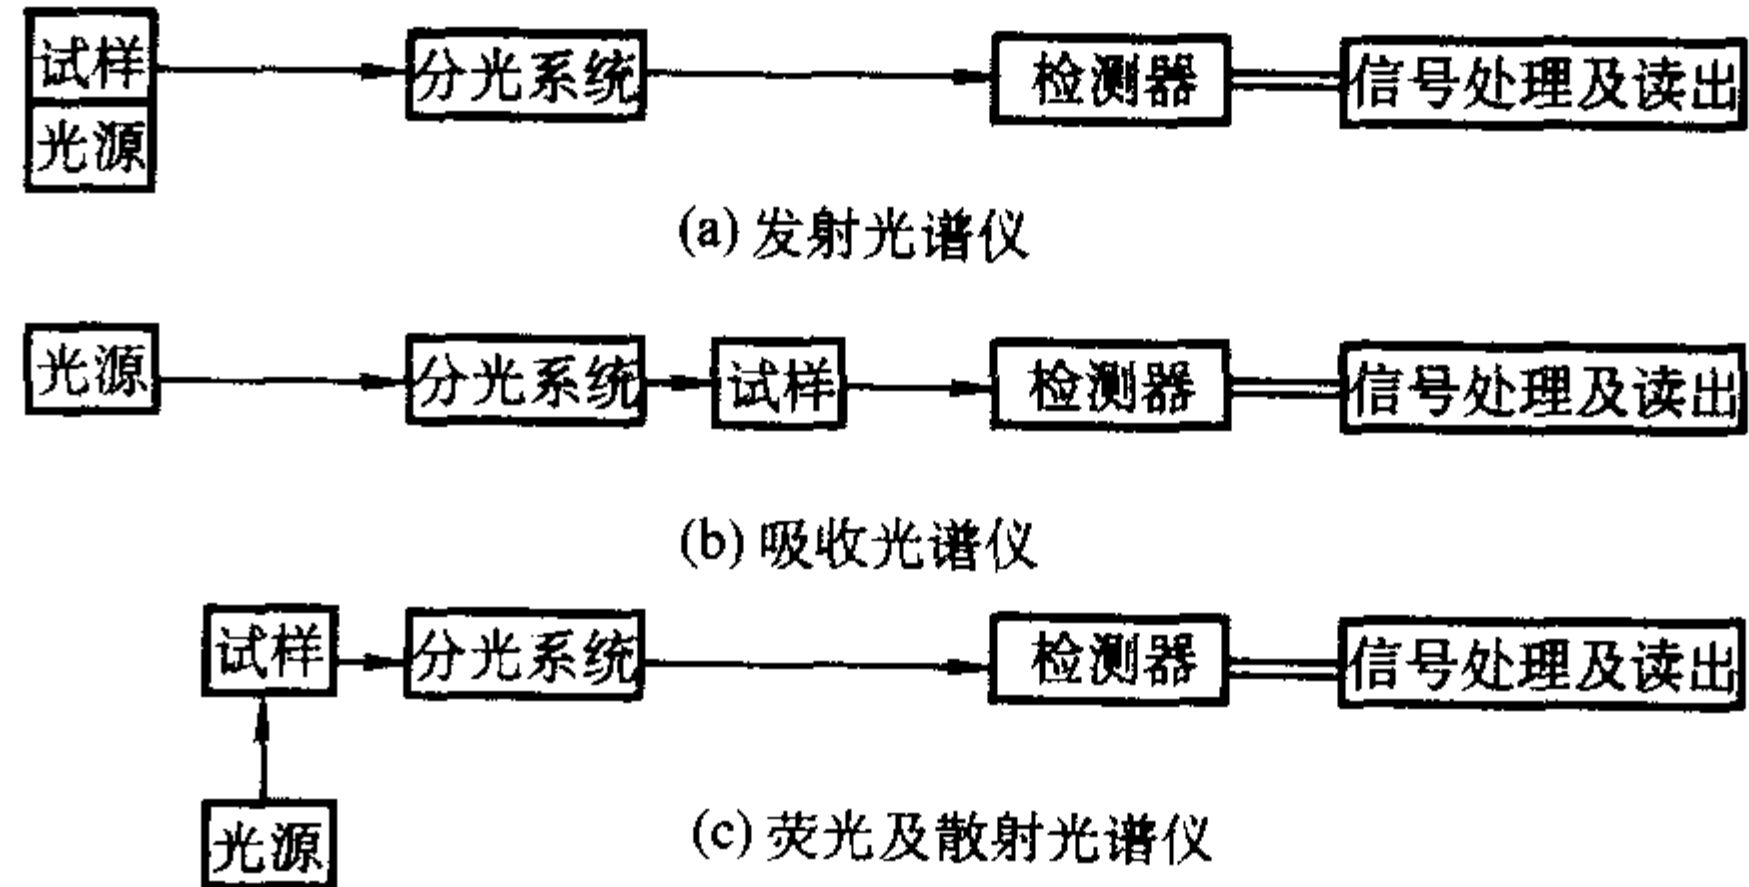 试样 分光系统 检测器 信号处理及读出
光源
(a) 发射光谱仪
光源 分光系统 试样 检测器 信号处理及读出
(b) 吸收光谱仪
试样 分光系统 检测器 信号处理及读出
光源
(c) 荧光及散射光谱仪